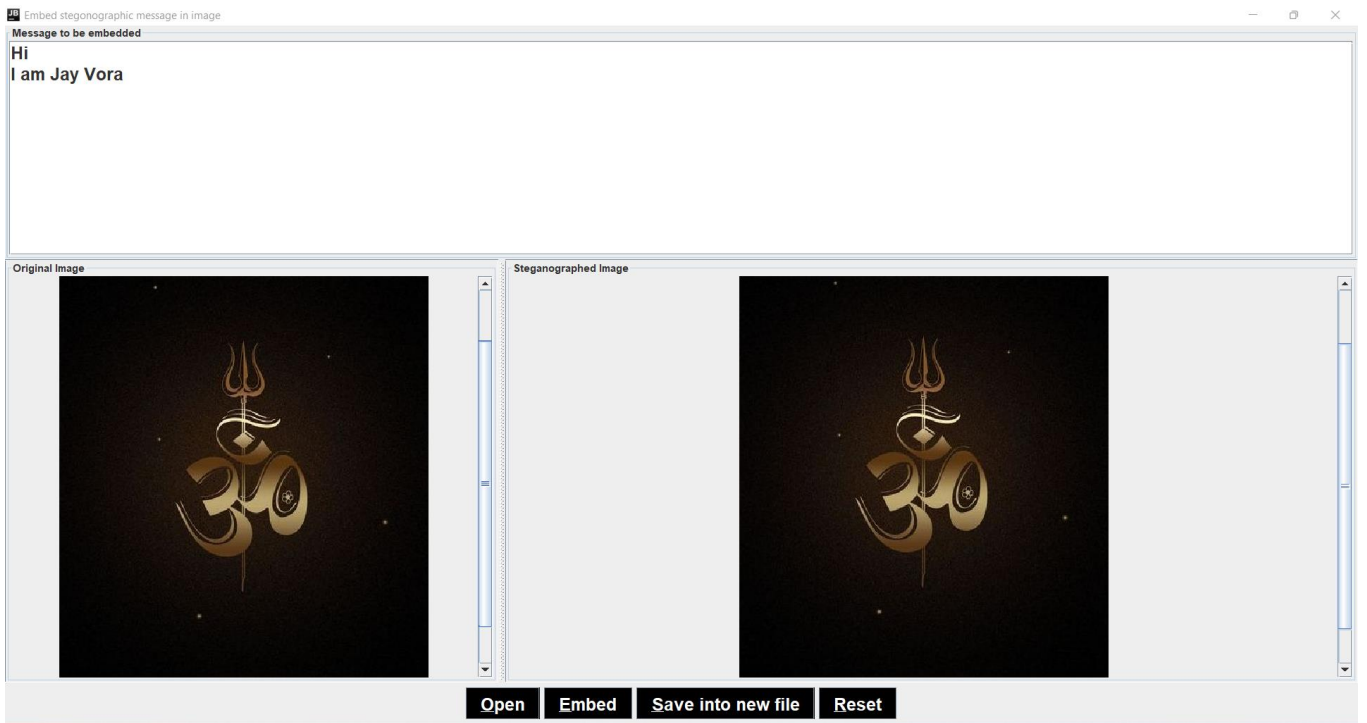 JB
Embed stegonographic message in image
Message to be embedded
Hi
I am Jay Vora
Original Image
Steganographed Image
ॐ
ॐ
Open
Embed
Save into new file
Reset